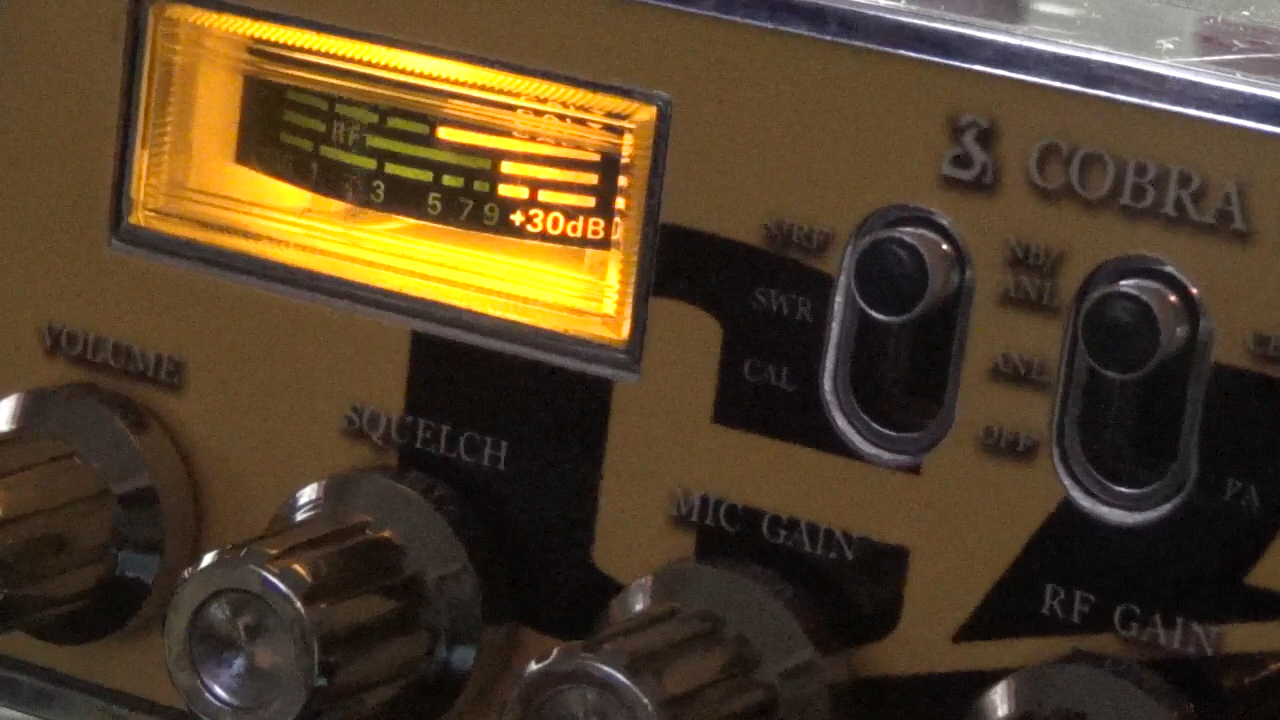 RF
1 3 5 7 9 +30dB
COBRA
S/RF
SWR
CAL
NB/
ANL
ANL
OFF
PA
VOLUME
SQUELCH
MIC GAIN
RF GAIN